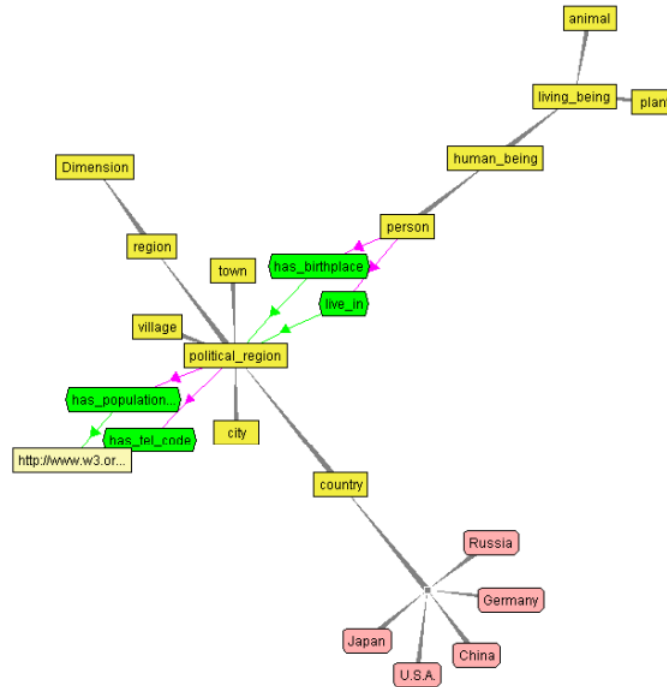 animal
living_being
plant
human_being
Dimension
person
region
town
has_birthplace
live_in
village
political_region
has_population...
has_tel_code
city
http://www.w3.or...
country
Russia
Germany
Japan
China
U.S.A.